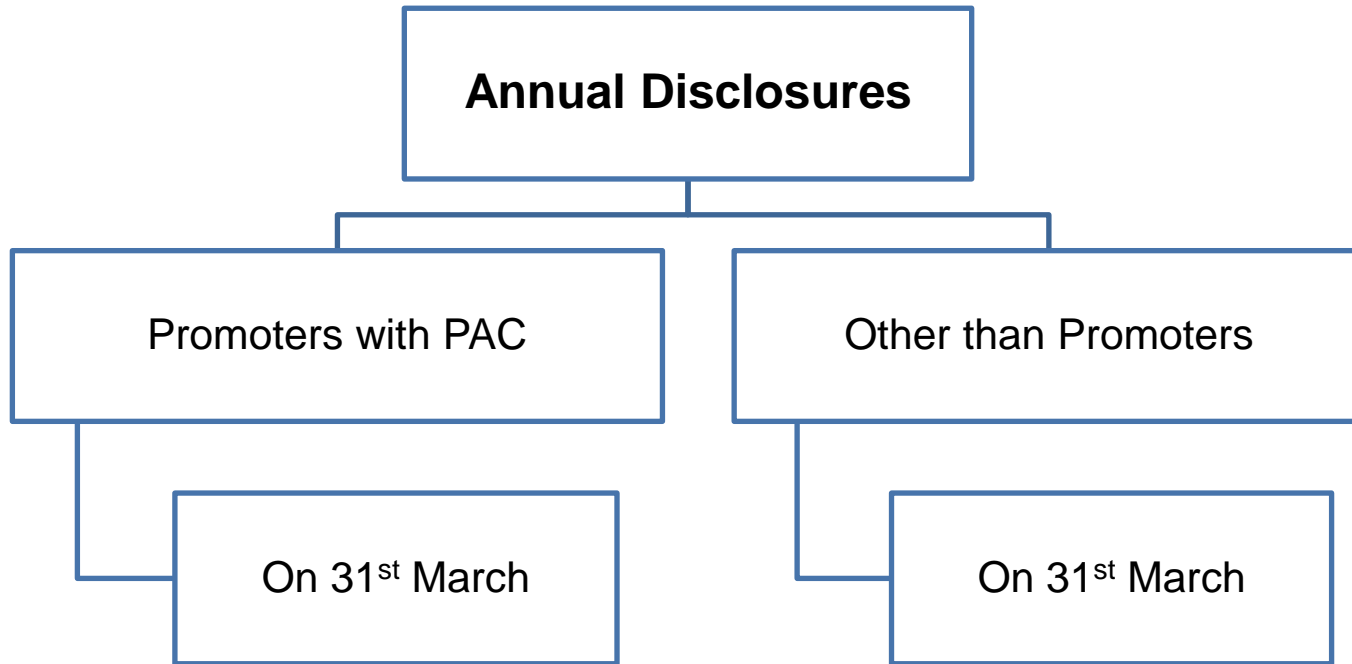 Annual Disclosures
Promoters with PAC
Other than Promoters
On 31st March
On 31st March